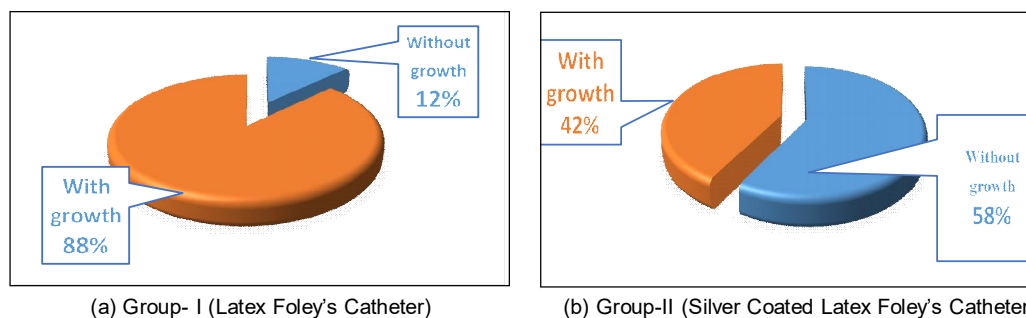 Without
growth
12%
With
growth
88%
With
growth
42%
Without
growth
58%
(a) Group- I (Latex Foley's Catheter)
(b) Group-II (Silver Coated Latex Foley's Catheter